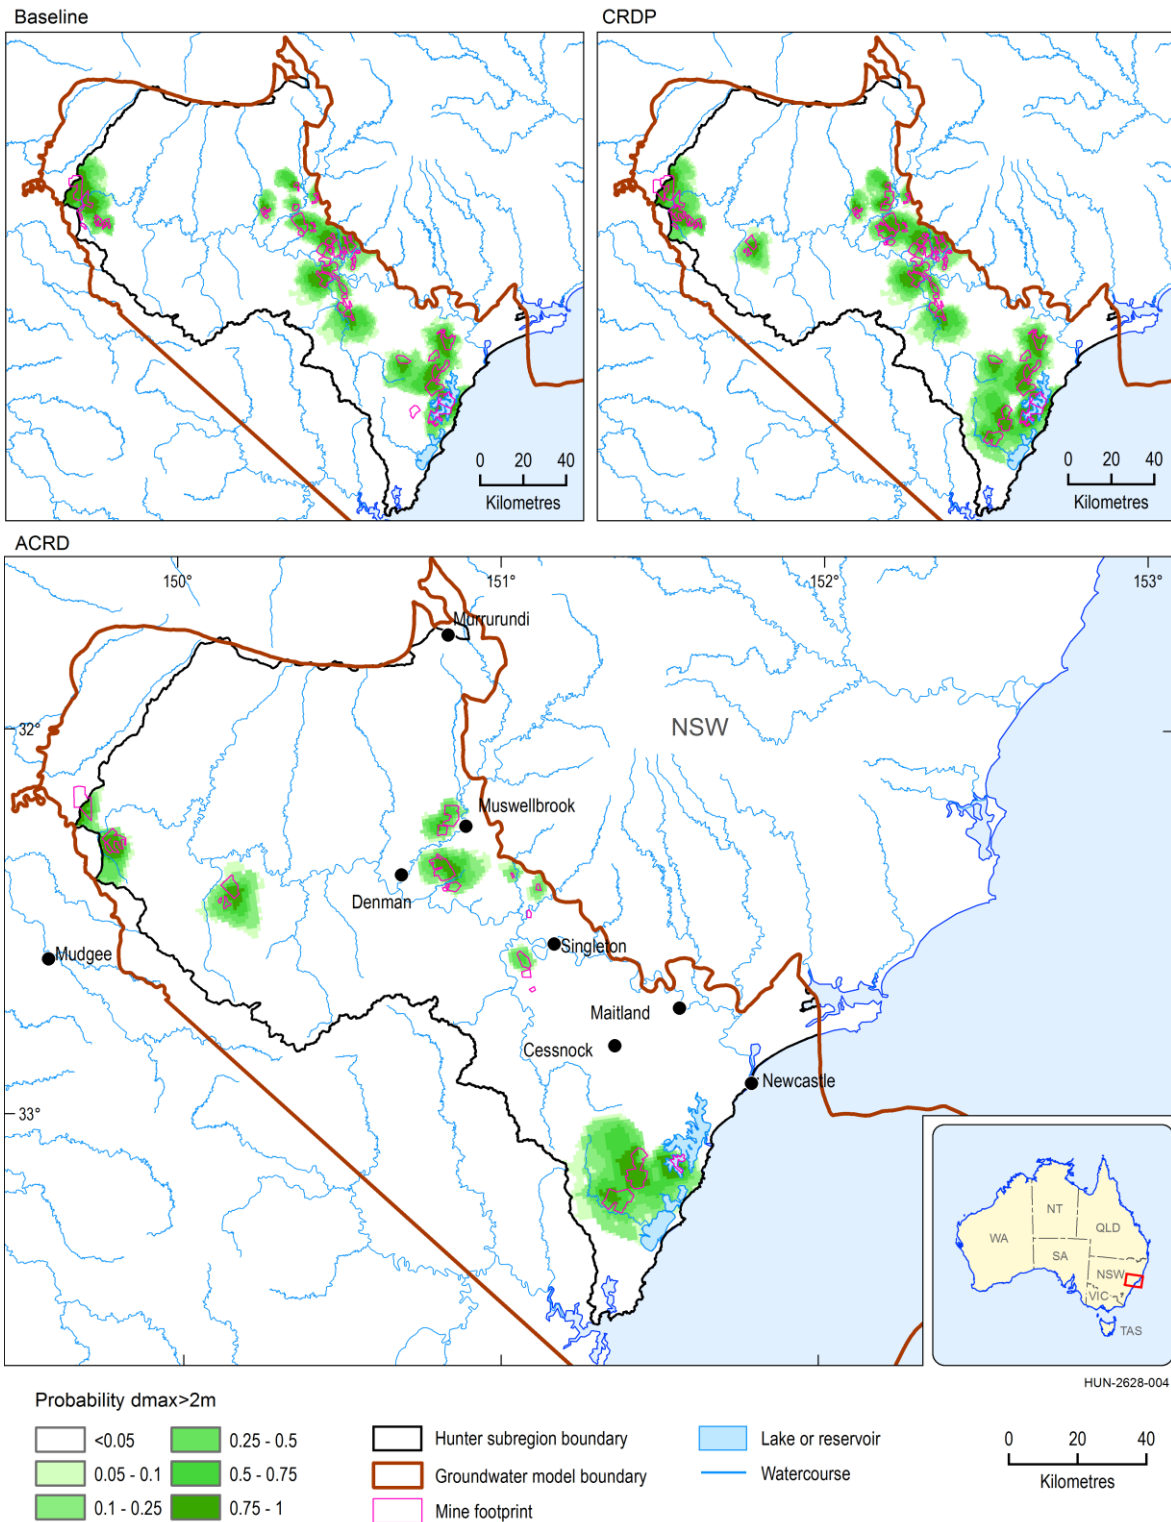 Baseline
CRDP
0 20 40
Kilometres
0 20 40
Kilometres
ACRD
150°
151°
152°
153°
Murrurundi
NSW
32°
Muswellbrook
Denman
Mudgee
Singleton
Maitland
Cessnock
Newcastle
33°
NT
QLD
WA
SA
NSW
VIC
TAS
HUN-2628-004
Probability dmax>2m
<0.05
0.25 - 0.5
Hunter subregion boundary
Lake or reservoir
0 20 40
0.05 - 0.1
0.5 - 0.75
Groundwater model boundary
Watercourse
Kilometres
0.1 - 0.25
0.75 - 1
Mine footprint